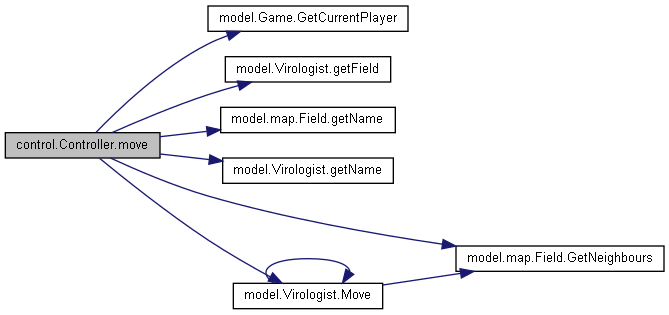 model.Game.GetCurrentPlayer
model.Virologist.getField
model.map.Field.getName
control.Controller.move
model.Virologist.getName
model.map.Field.GetNeighbours
model.Virologist.Move